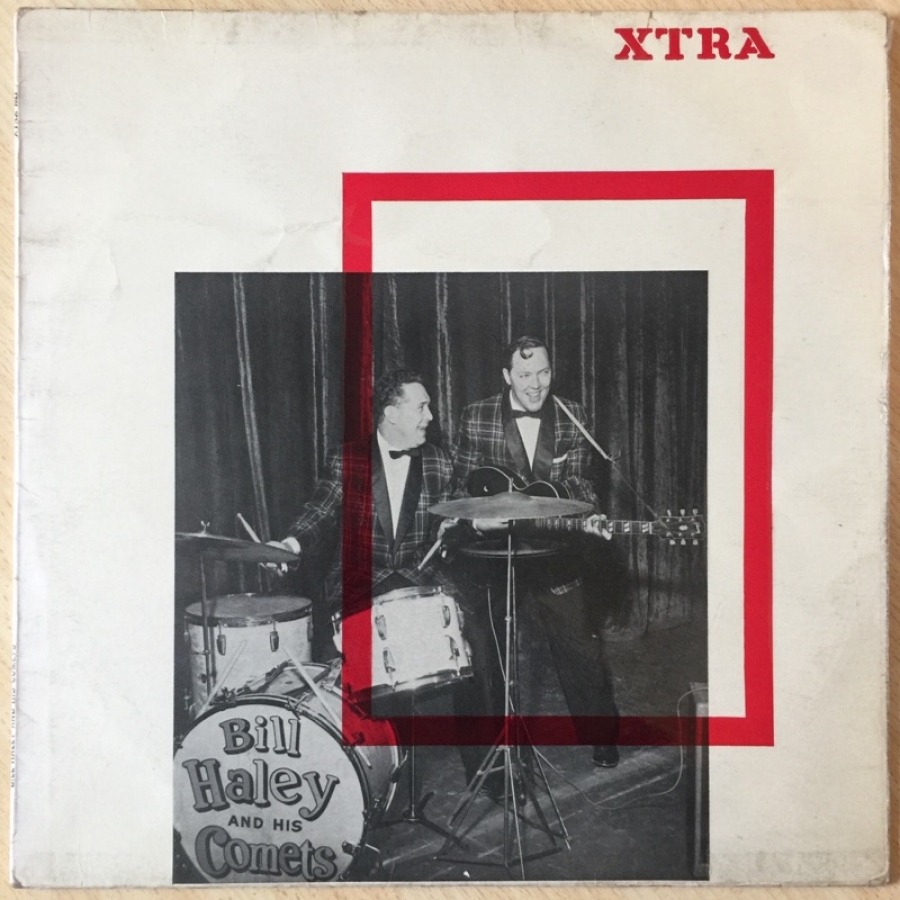 XTRA
Bill
Haley
AND HIS
Comets